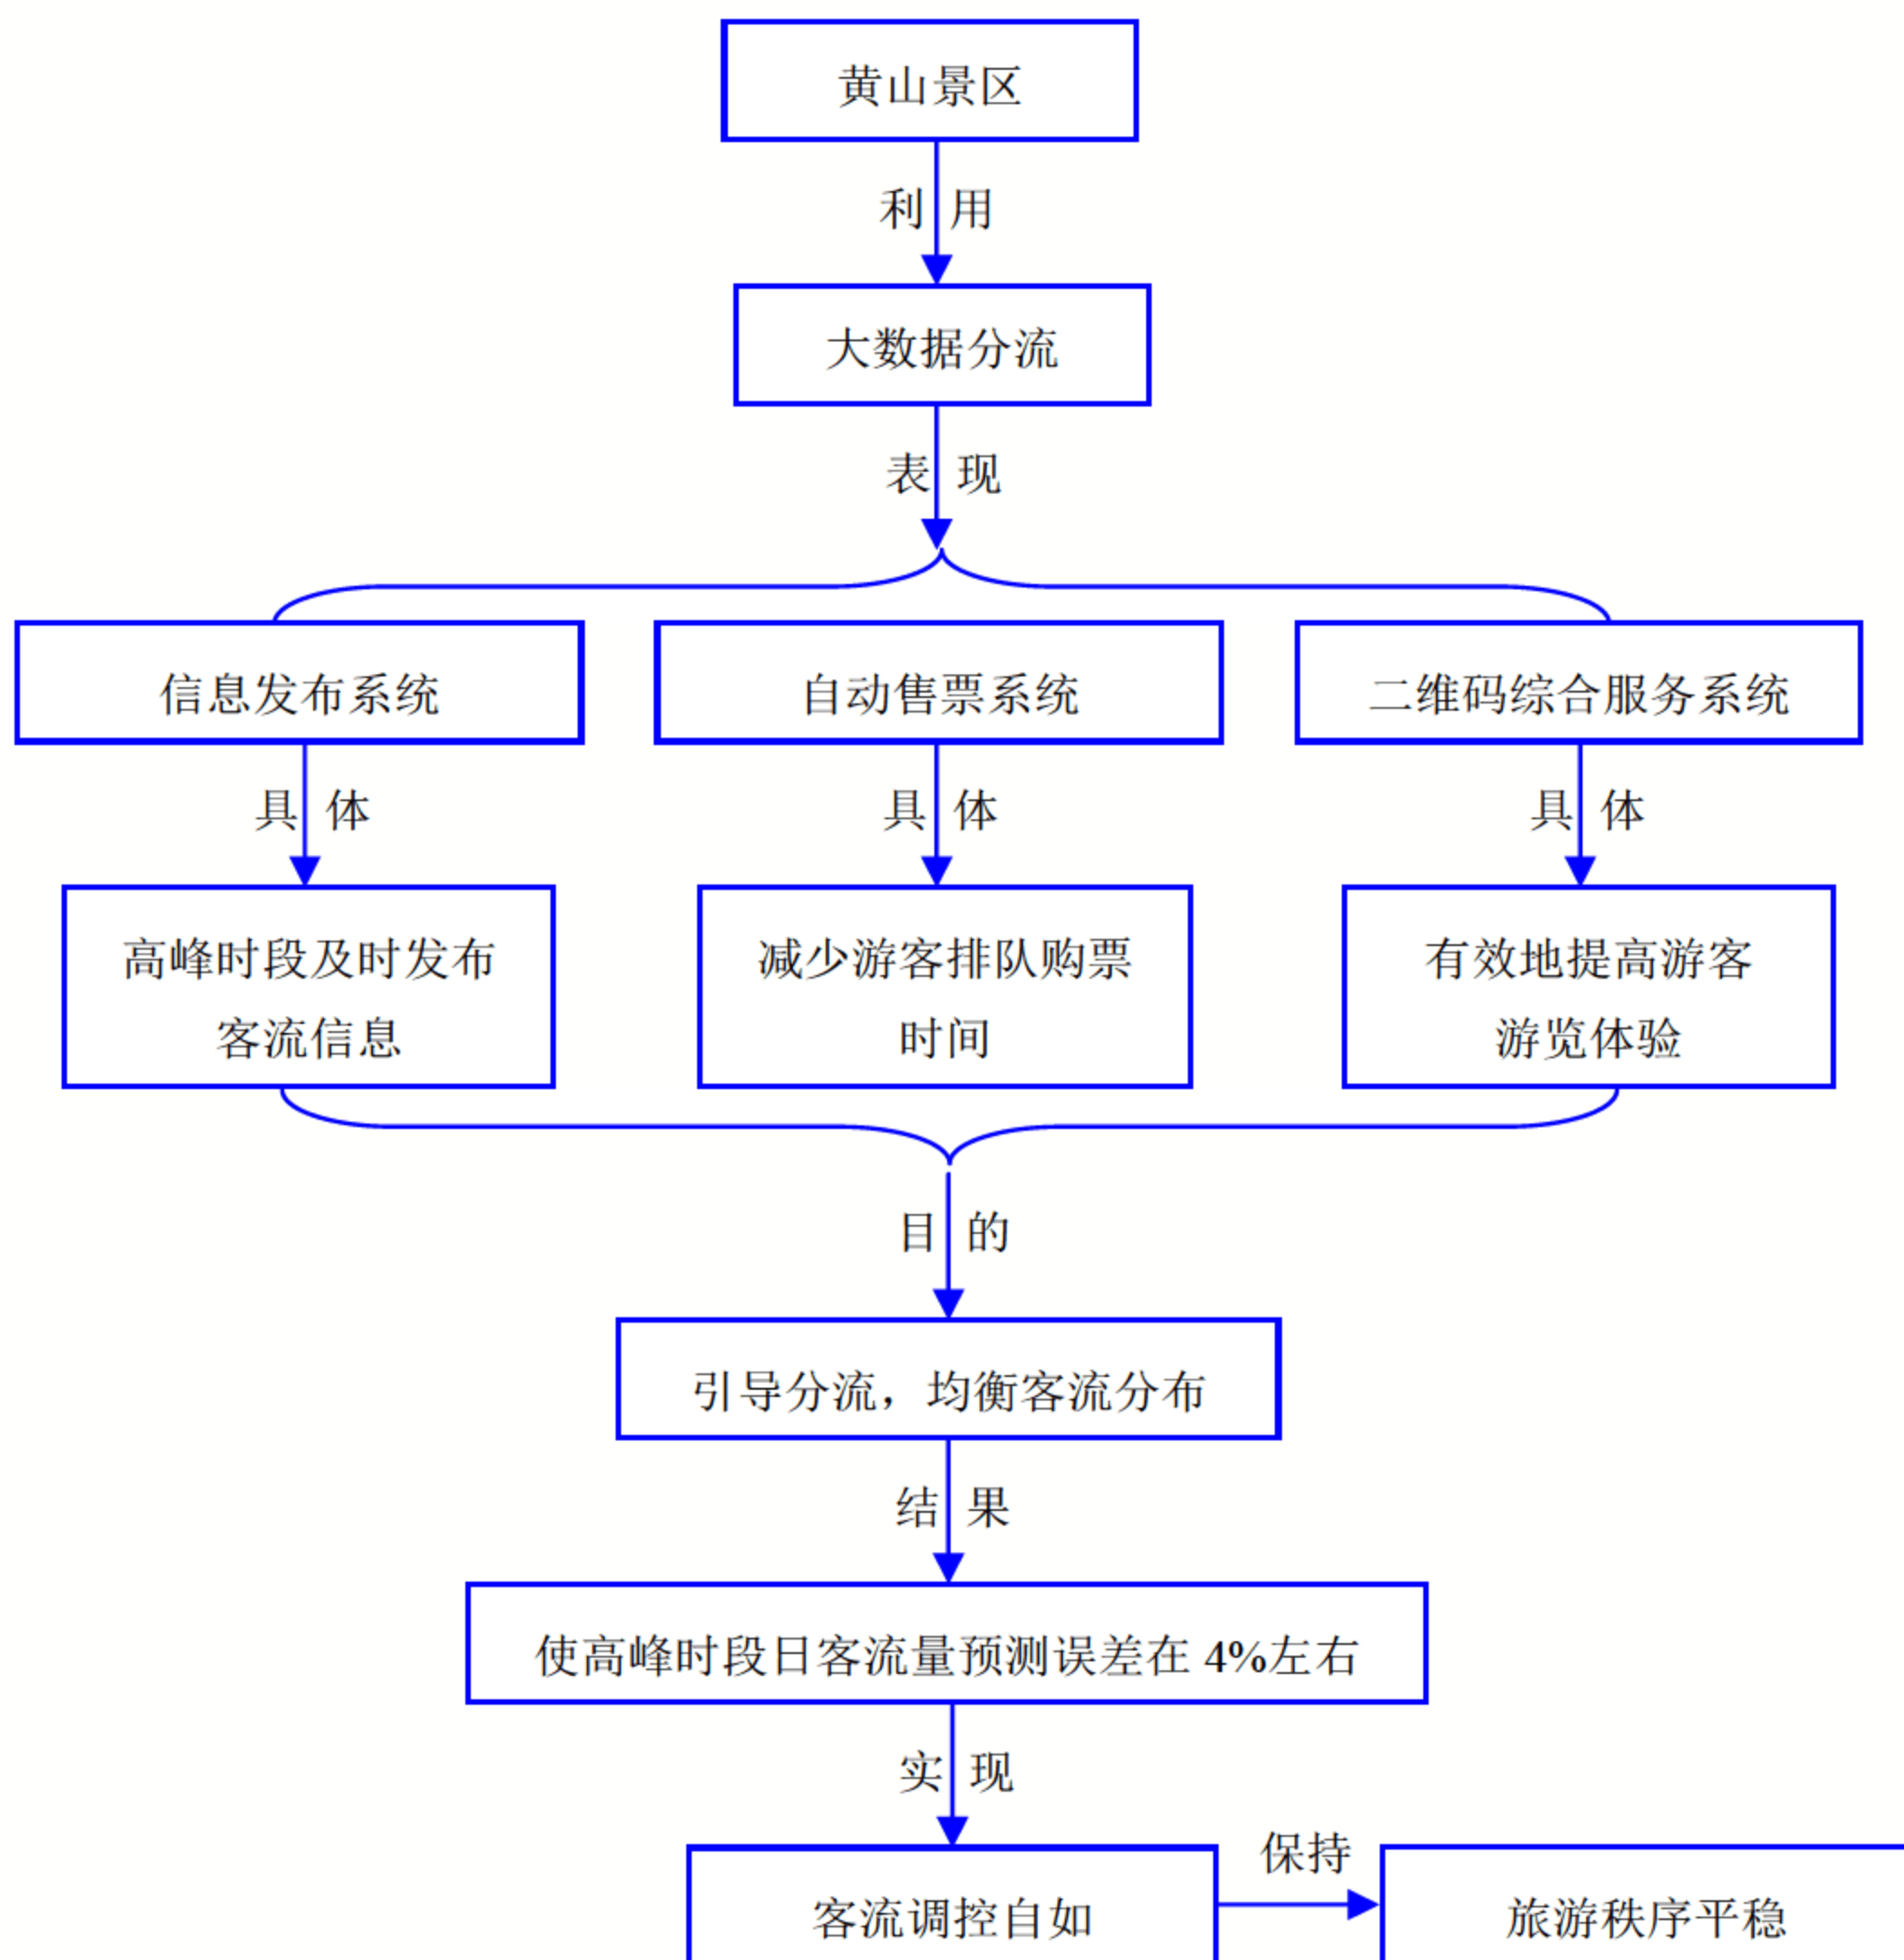 黄山景区
利用
大数据分流
表现
信息发布系统
自动售票系统
二维码综合服务系统
具体
具体
具体
高峰时段及时发布
客流信息
减少游客排队购票
时间
有效地提高游客
游览体验
目的
引导分流，均衡客流分布
结果
使高峰时段日客流量预测误差在 4%左右
实现
客流调控自如
保持
旅游秩序平稳